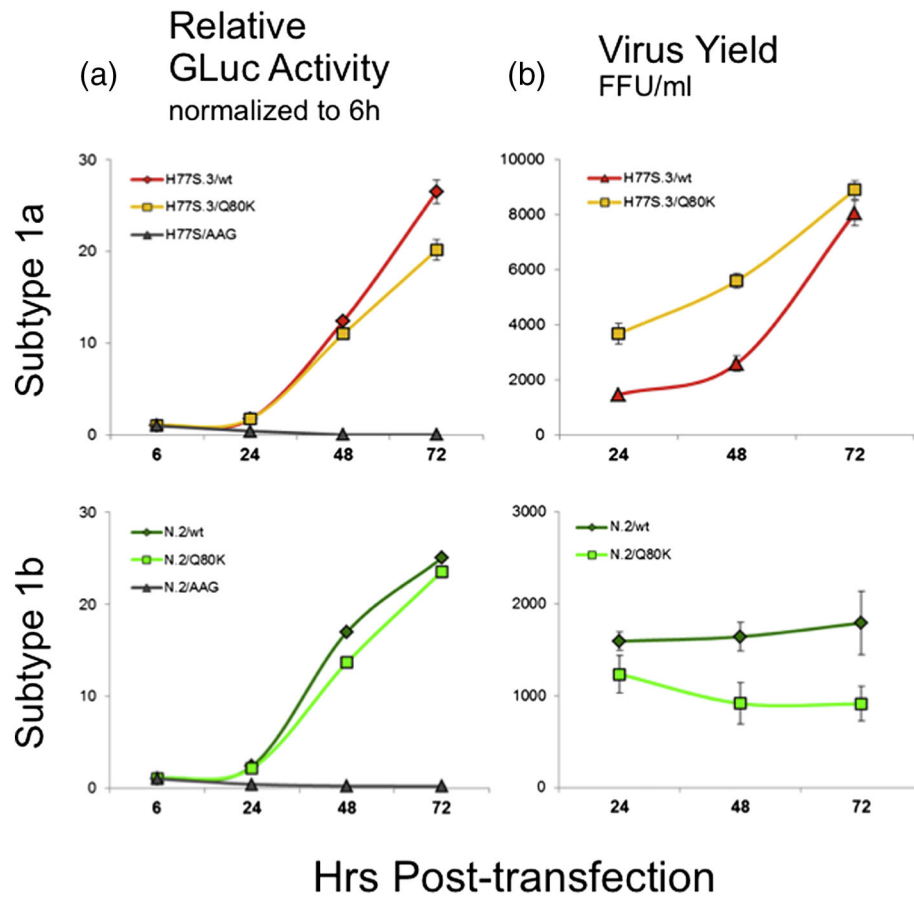 (a)
Relative
GLuc Activity
normalized to 6h
(b)
Virus Yield
FFU/ml
Subtype 1a
30
20
10
0
H77S.3/wt
H77S.3/Q80K
H77S/AAG
6 24 48 72
10000
8000
6000
4000
2000
0
H77S.3/wt
H77S.3/Q80K
24 48 72
Subtype 1b
30
20
10
0
N.2/wt
N.2/Q80K
N.2/AAG
6 24 48 72
3000
2000
1000
0
N.2/wt
N.2/Q80K
24 48 72
Hrs Post-transfection